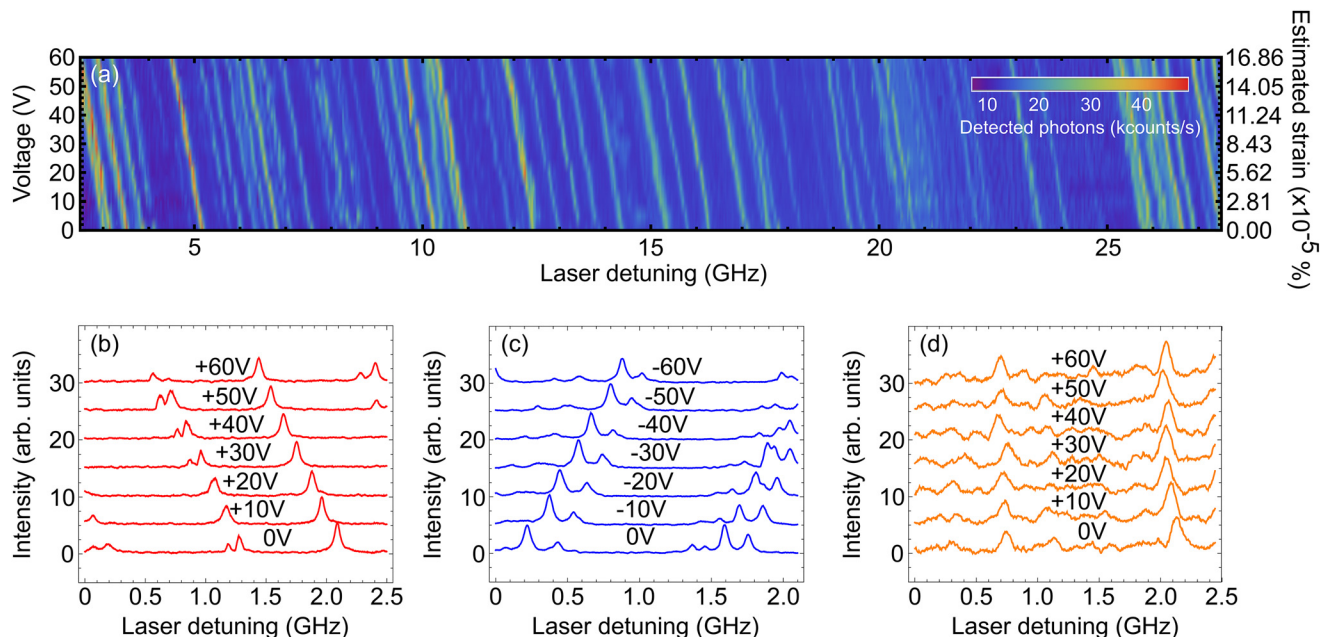 (a)
60
50
40
30
20
10
0
Voltage (V)
5
10
15
20
25
Laser detuning (GHz)
10 20 30 40
Detected photons (kcounts/s)
16.86
14.05
11.24
8.43
5.62
2.81
0.00
Estimated strain (x10-5 %)
(b)
+60V
+50V
+40V
+30V
+20V
+10V
0V
30
20
10
0
Intensity (arb. units)
0 0.5 1.0 1.5 2.0 2.5
Laser detuning (GHz)
(c)
-60V
-50V
-40V
-30V
-20V
-10V
0V
30
20
10
0
Intensity (arb. units)
0 0.5 1.0 1.5 2.0
Laser detuning (GHz)
(d)
+60V
+50V
+40V
+30V
+20V
+10V
0V
30
20
10
0
Intensity (arb. units)
0 0.5 1.0 1.5 2.0 2.5
Laser detuning (GHz)